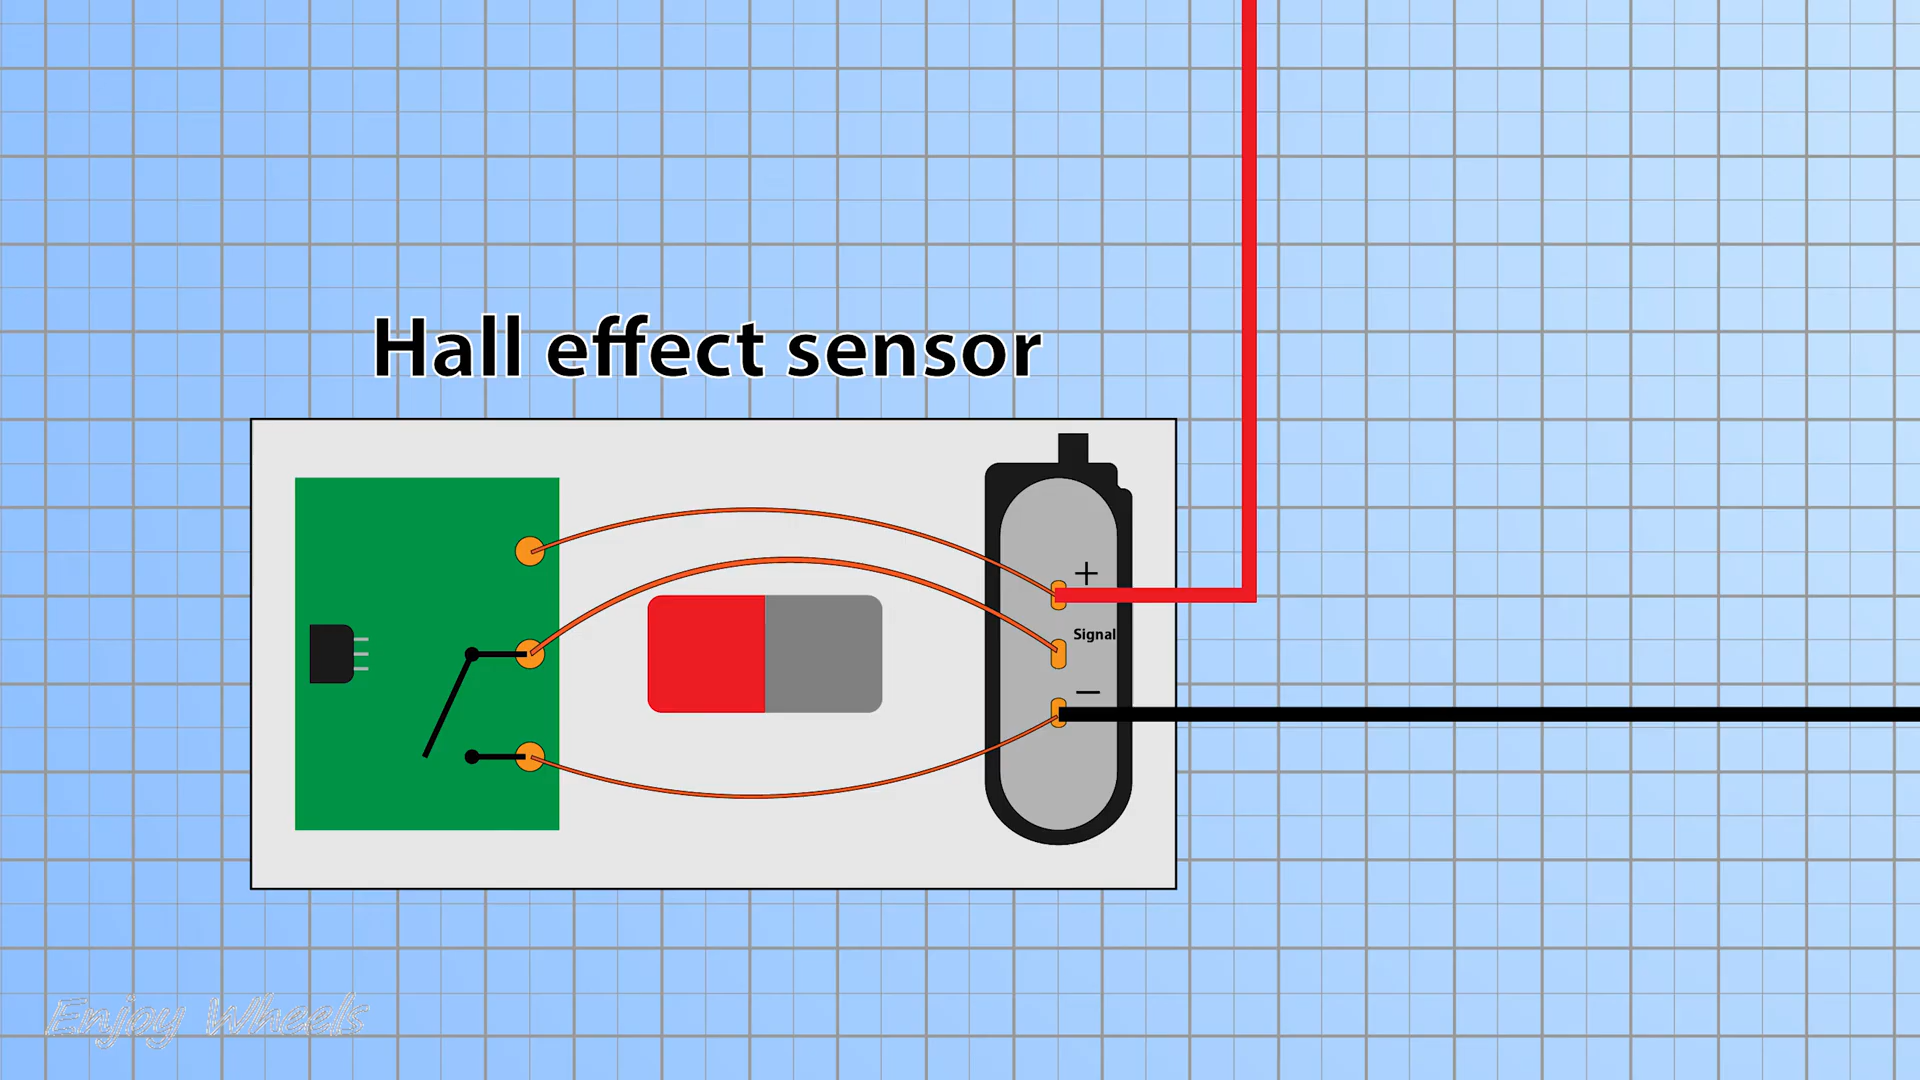 Hall effect sensor
+
Signal
−
Enjoy Wheels